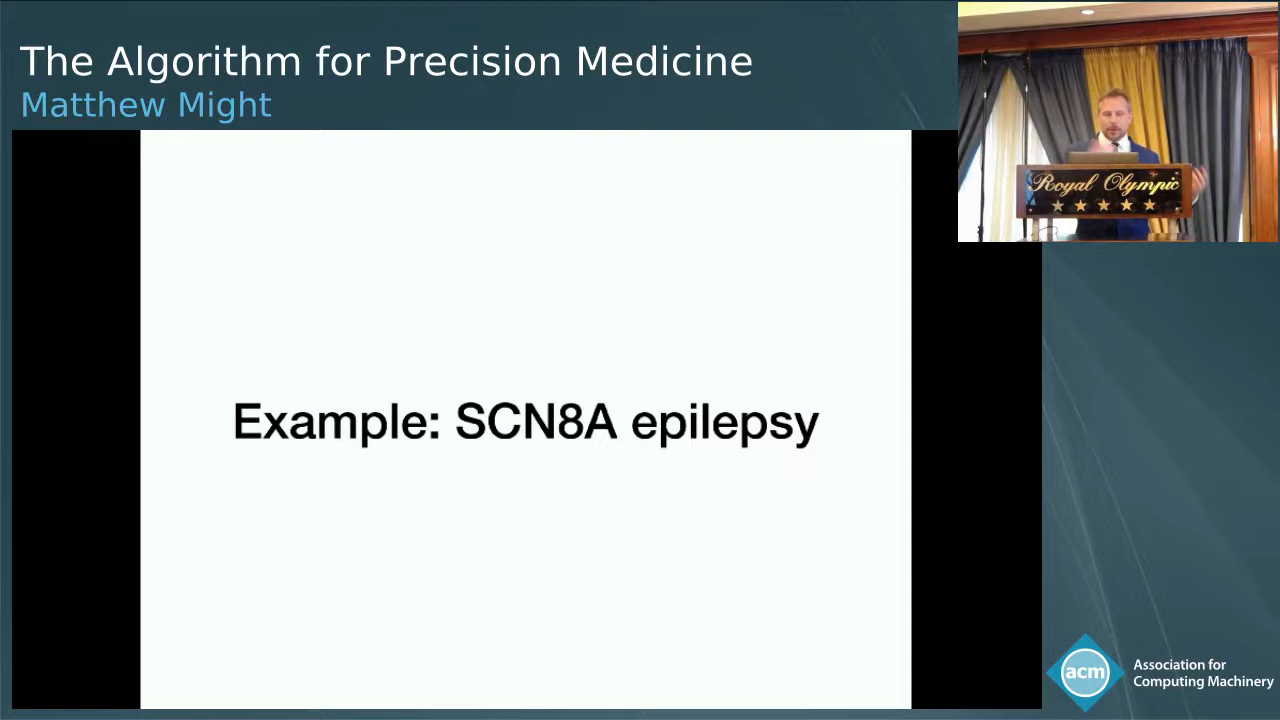 The Algorithm for Precision Medicine
Matthew Might
Royal Olympic
Example: SCN8A epilepsy
acm
Association for
Computing Machinery